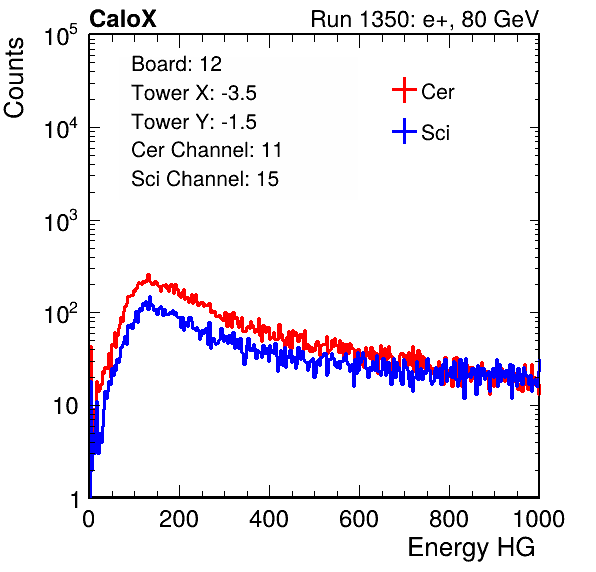 CaloX Run 1350: e+, 80 GeV
Counts
10^5
10^4
10^3
10^2
10
1
Board: 12
Tower X: -3.5
Tower Y: -1.5
Cer Channel: 11
Sci Channel: 15
Cer
Sci
0 200 400 600 800 1000
Energy HG